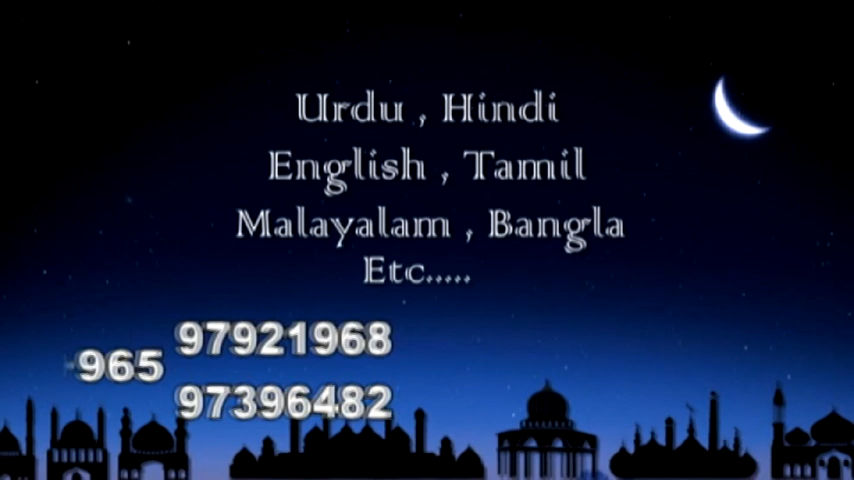 Urdu , Hindi
English , Tamil
Malayalam , Bangla
Etc.....
97921968
+965
97396482